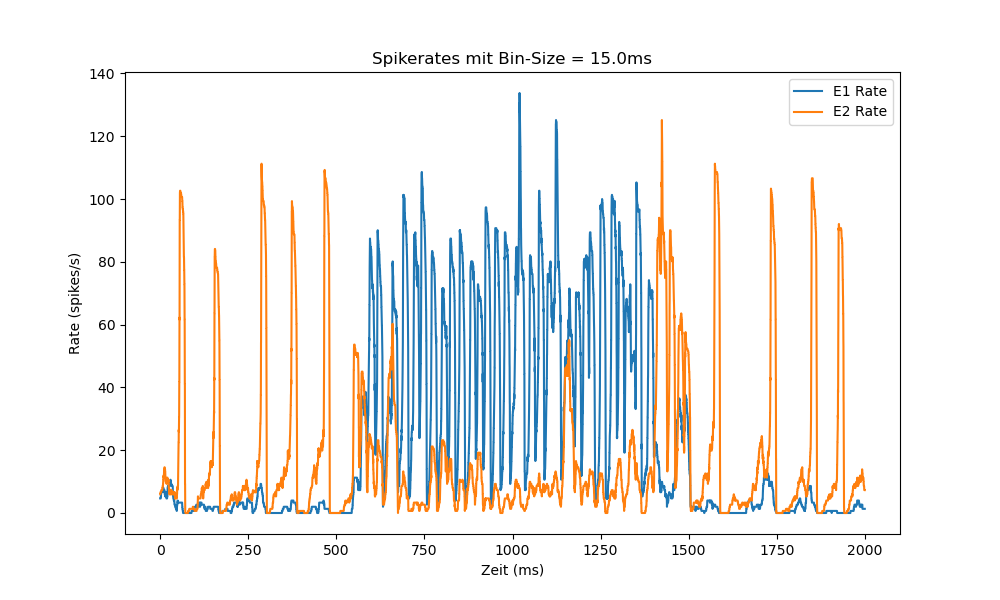 Spikerates mit Bin-Size = 15.0ms
E1 Rate
E2 Rate
140
120
100
80
60
40
20
0
Rate (spikes/s)
0 250 500 750 1000 1250 1500 1750 2000
Zeit (ms)